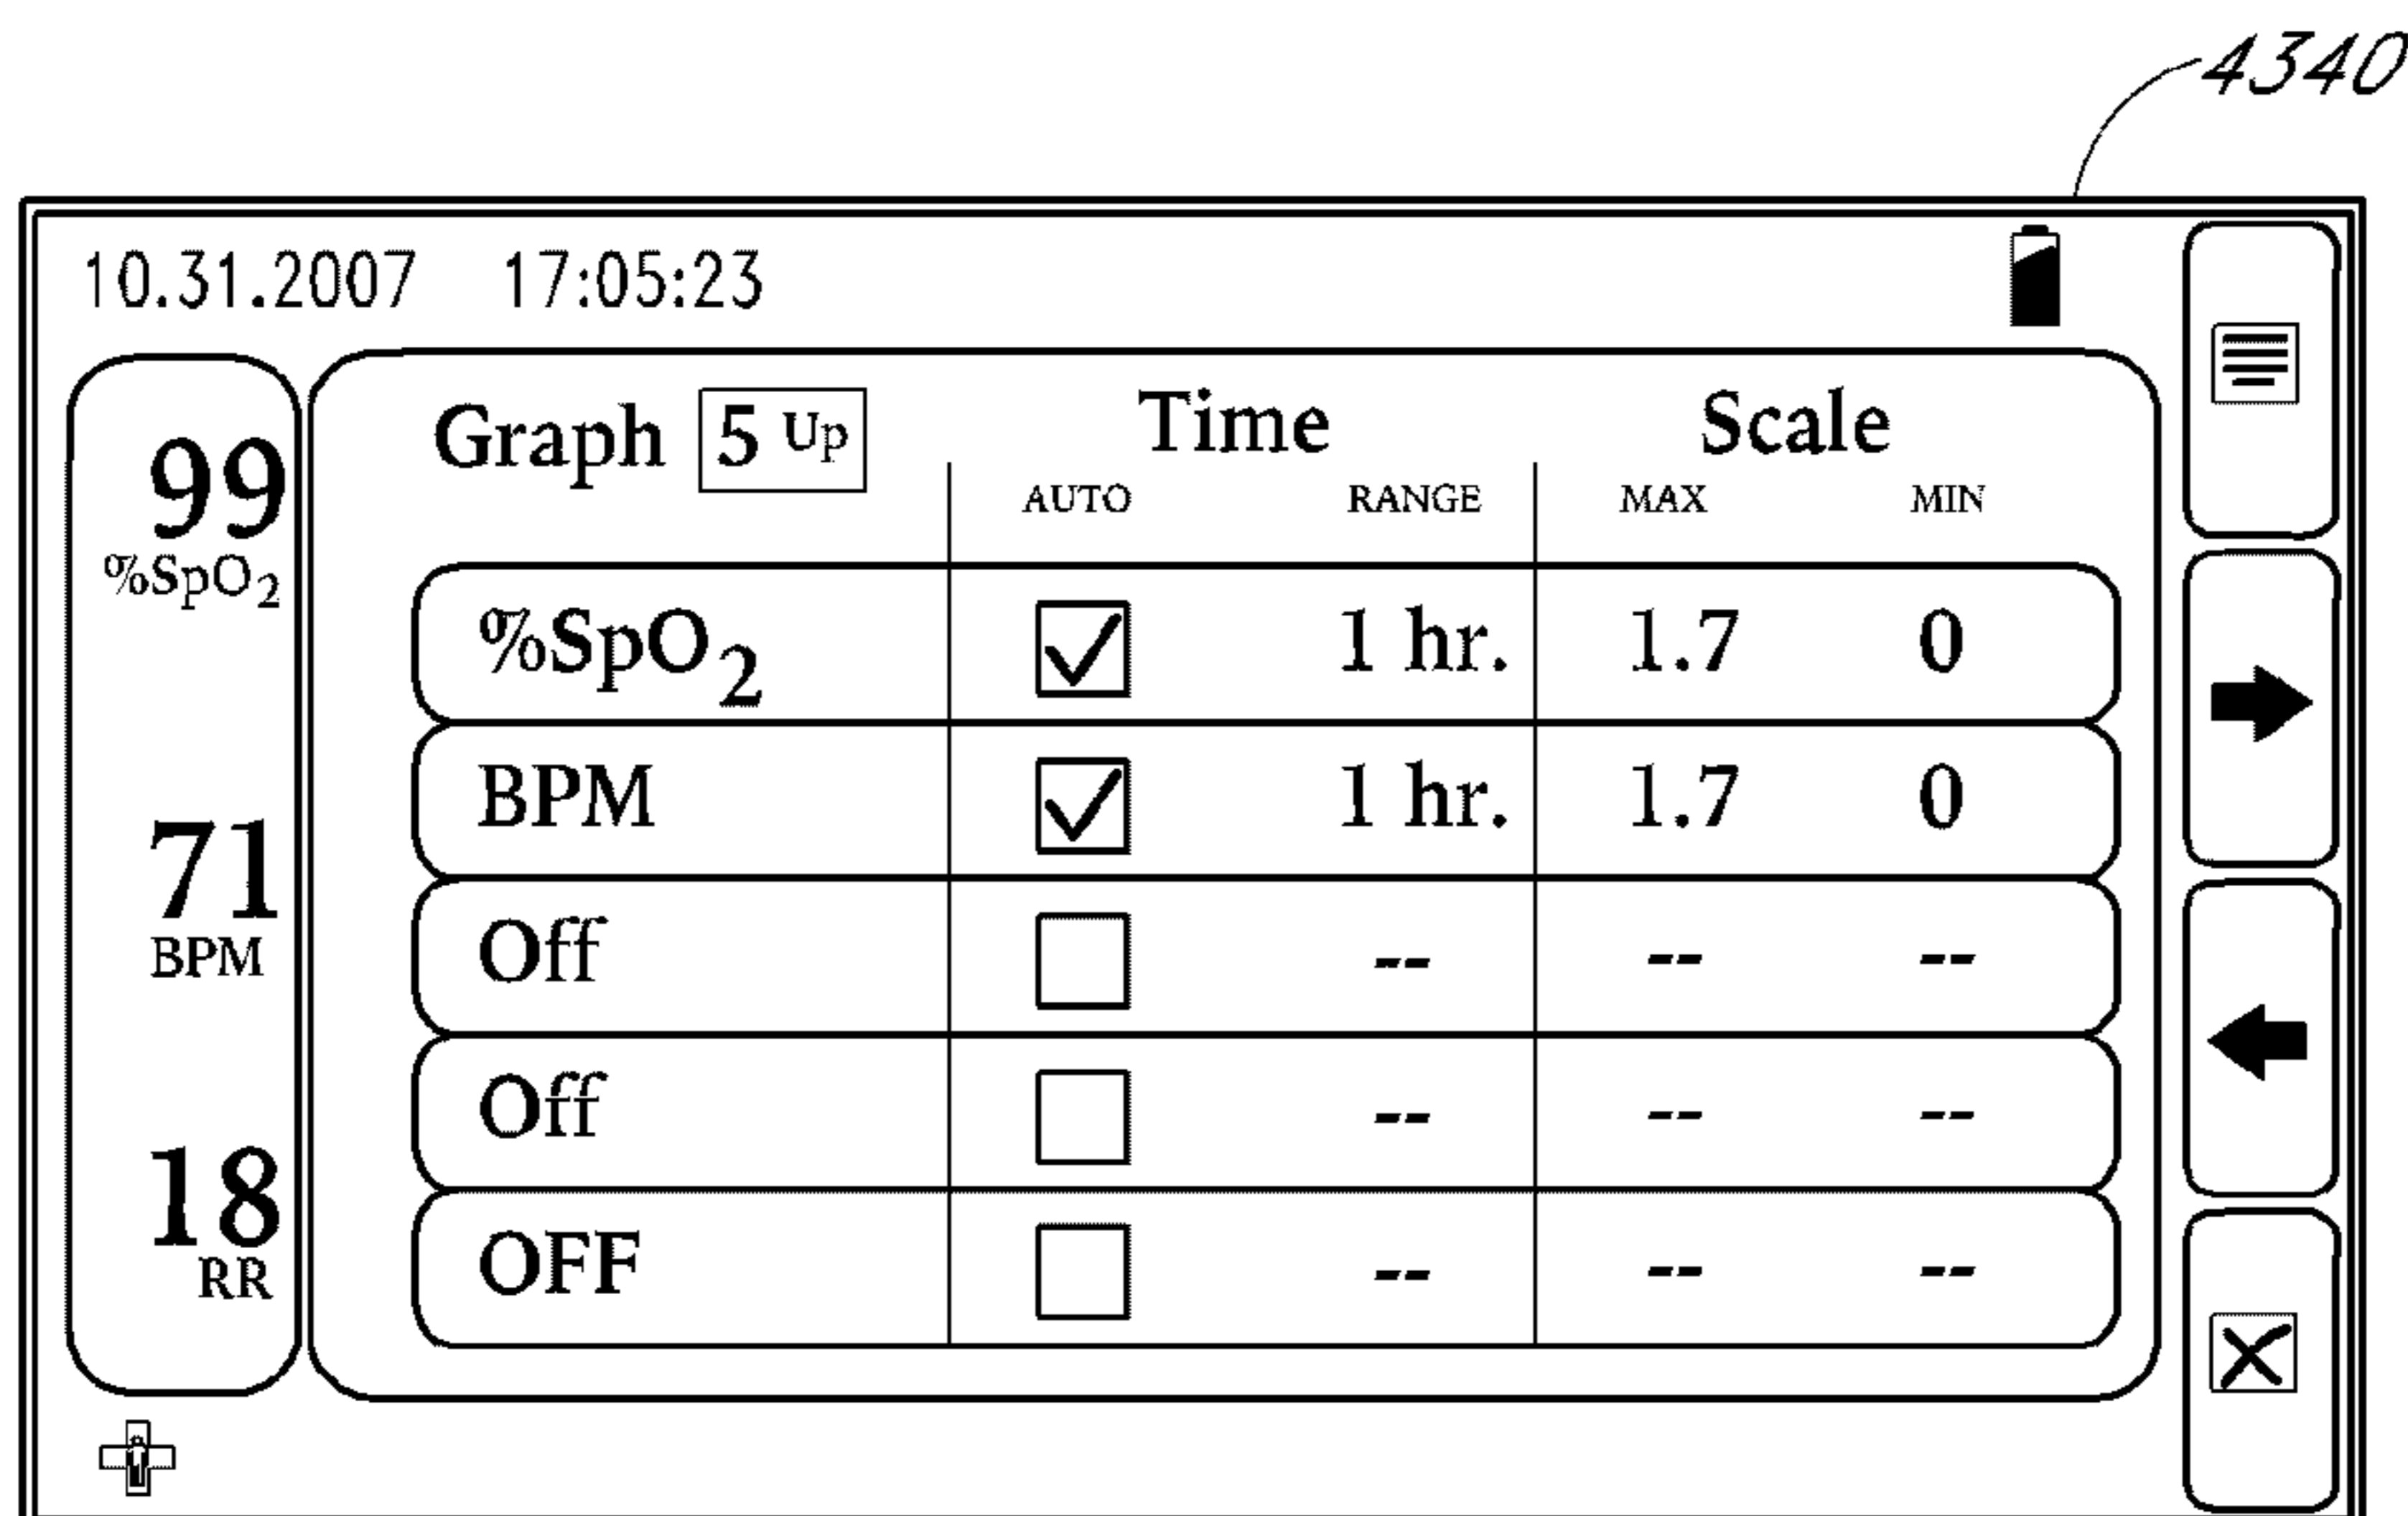 4340
10.31.2007 17:05:23
99
%SpO2
71
BPM
18
RR
Graph 5 Up Time Scale
AUTO RANGE MAX MIN
%SpO2 1 hr. 1.7 0
BPM 1 hr. 1.7 0
Off -- -- --
Off -- -- --
OFF -- -- --